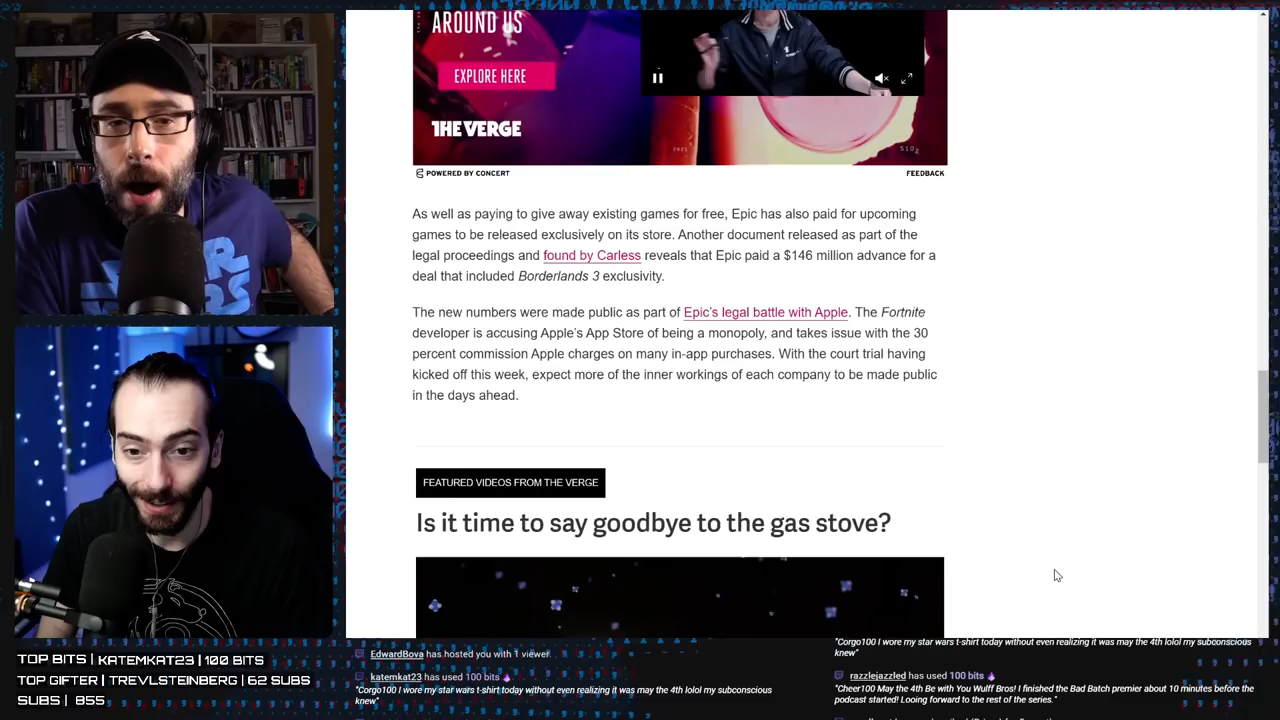 AROUND US
EXPLORE HERE
THE VERGE
2021
SiO2
POWERED BY CONCERT
FEEDBACK
As well as paying to give away existing games for free, Epic has also paid for upcoming
games to be released exclusively on its store. Another document released as part of the
legal proceedings and found by Carless reveals that Epic paid a $146 million advance for a
deal that included Borderlands 3 exclusivity.
The new numbers were made public as part of Epic's legal battle with Apple. The Fortnite
developer is accusing Apple's App Store of being a monopoly, and takes issue with the 30
percent commission Apple charges on many in-app purchases. With the court trial having
kicked off this week, expect more of the inner workings of each company to be made public
in the days ahead.
FEATURED VIDEOS FROM THE VERGE
Is it time to say goodbye to the gas stove?
STAR
WARS
TOP BITS | KATEMKAT23 | 100 BITS
TOP GIFTER | TREVLSTEINBERG | 62 SUBS
SUBS | 855
EdwardBova has hosted you with 1 viewer.
katemkat23 has used 100 bits
"Corgo100 I wore my star wars t-shirt today without even realizing it was may the 4th lolol my subconscious
knew"
"Corgo100 I wore my star wars t-shirt today without even realizing it was may the 4th lolol my subconscious
knew"
razzlejazzled has used 100 bits
"Cheer100 May the 4th Be with You Wulff Bros! I finished the Bad Batch premier about 10 minutes before the
podcast started! Looing forward to the rest of the series."